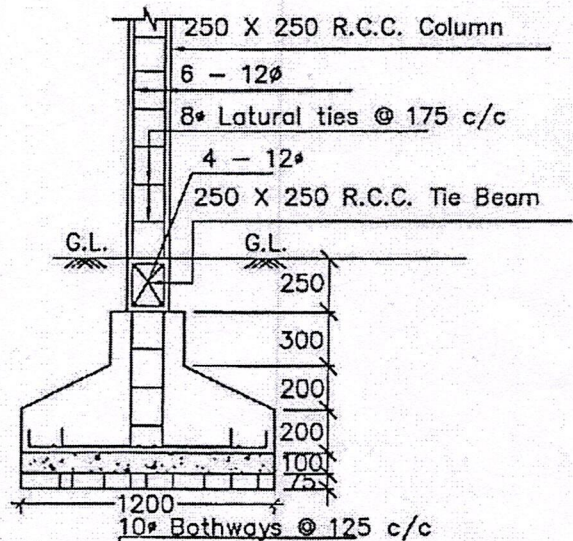 250 X 250 R.C.C. Column
6 - 12ø
8ø Latural ties @ 175 c/c
4 - 12ø
250 X 250 R.C.C. Tie Beam
G.L. G.L.
250
300
200
200
100
75
1200
10ø Bothways @ 125 c/c